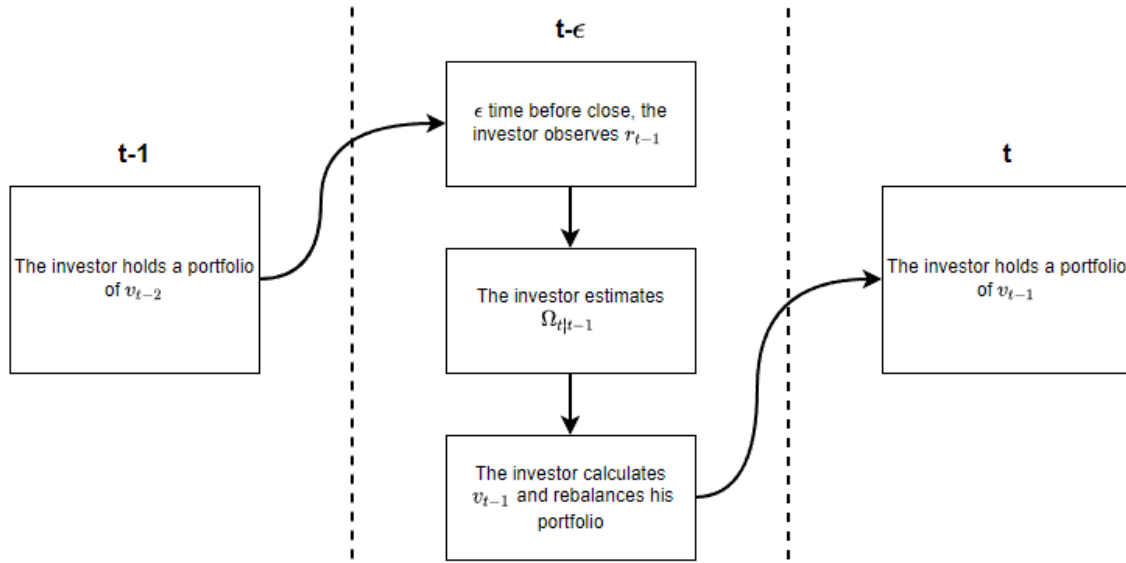 t-1
The investor holds a portfolio
of v_{t-2}
t-ϵ
ϵ time before close, the
investor observes r_{t-1}
The investor estimates
Ω_{t|t-1}
The investor calculates
v_{t-1} and rebalances his
portfolio
t
The investor holds a portfolio
of v_{t-1}